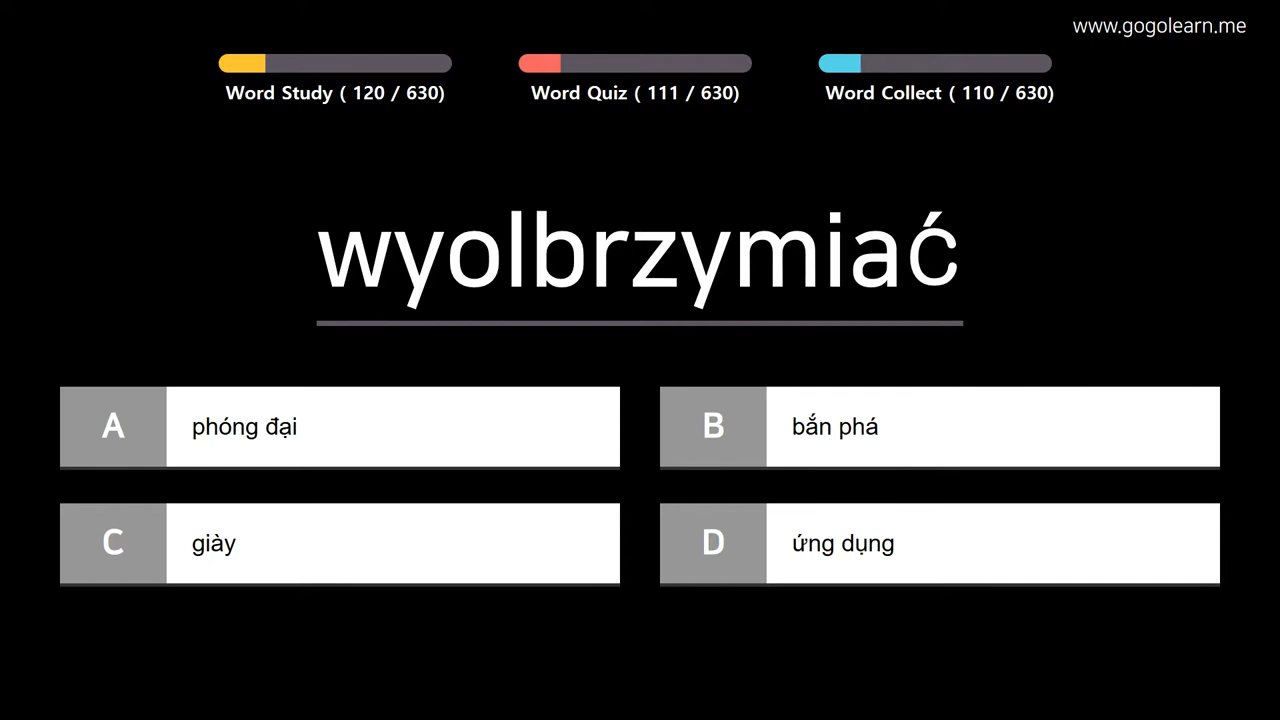 www.gogolearn.me
Word Study ( 120 / 630)
Word Quiz ( 111 / 630)
Word Collect ( 110 / 630)
wyolbrzymiać
A phóng đại
B bắn phá
C giày
D ứng dụng